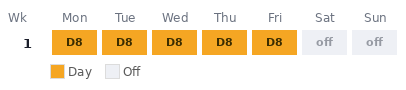 Wk Mon Tue Wed Thu Fri Sat Sun
1 D8 D8 D8 D8 D8 off off
Day Off